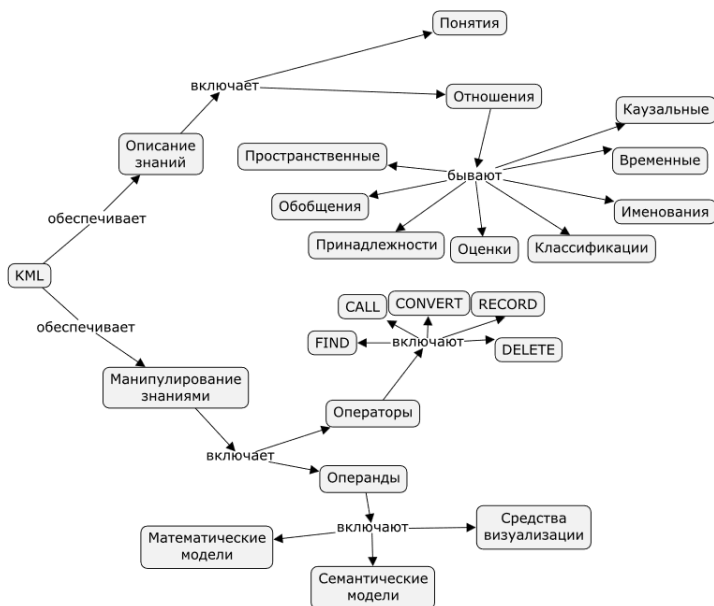 Понятия
включает
Отношения
Каузальные
Описание
знаний
Пространственные
бывают
Временные
Обобщения
Именования
обеспечивает
Принадлежности
Оценки
Классификации
KML
CALL
CONVERT
RECORD
обеспечивает
FIND
включают
DELETE
Манипулирование
знаниями
Операторы
включает
Операнды
Средства
визуализации
включают
Математические
модели
Семантические
модели